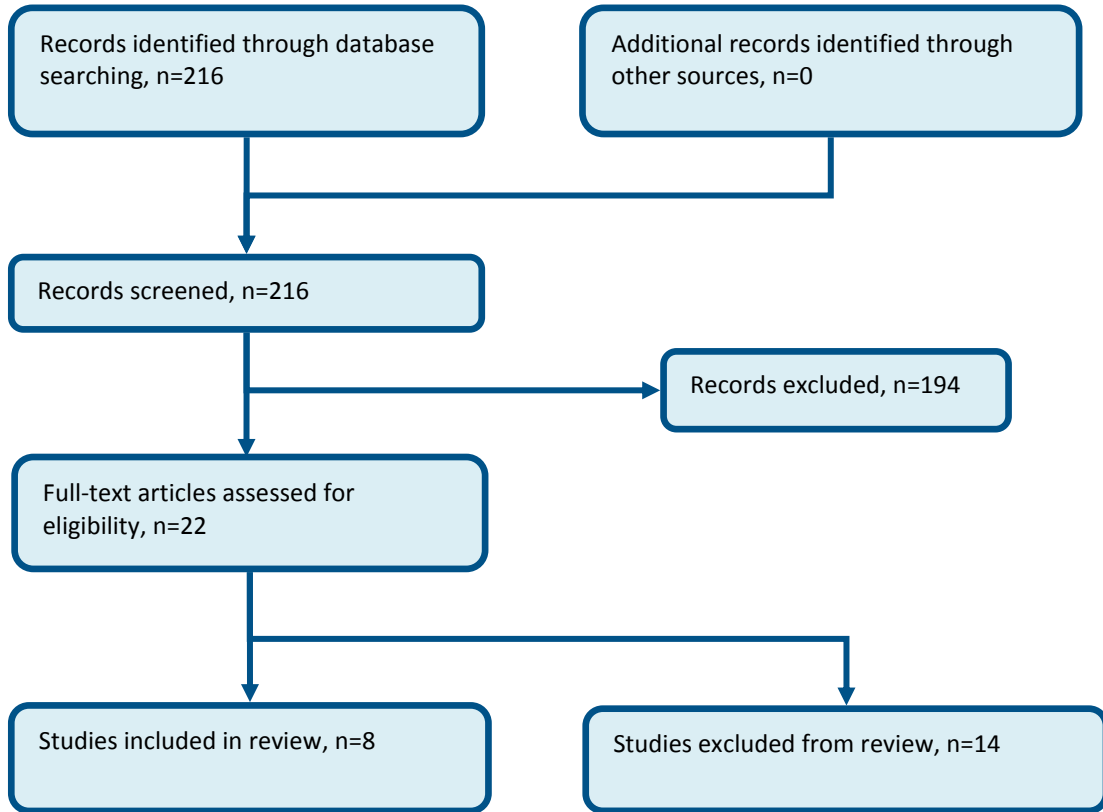 Records identified through database
searching, n=216
Additional records identified through
other sources, n=0
Records screened, n=216
Records excluded, n=194
Full-text articles assessed for
eligibility, n=22
Studies included in review, n=8
Studies excluded from review, n=14